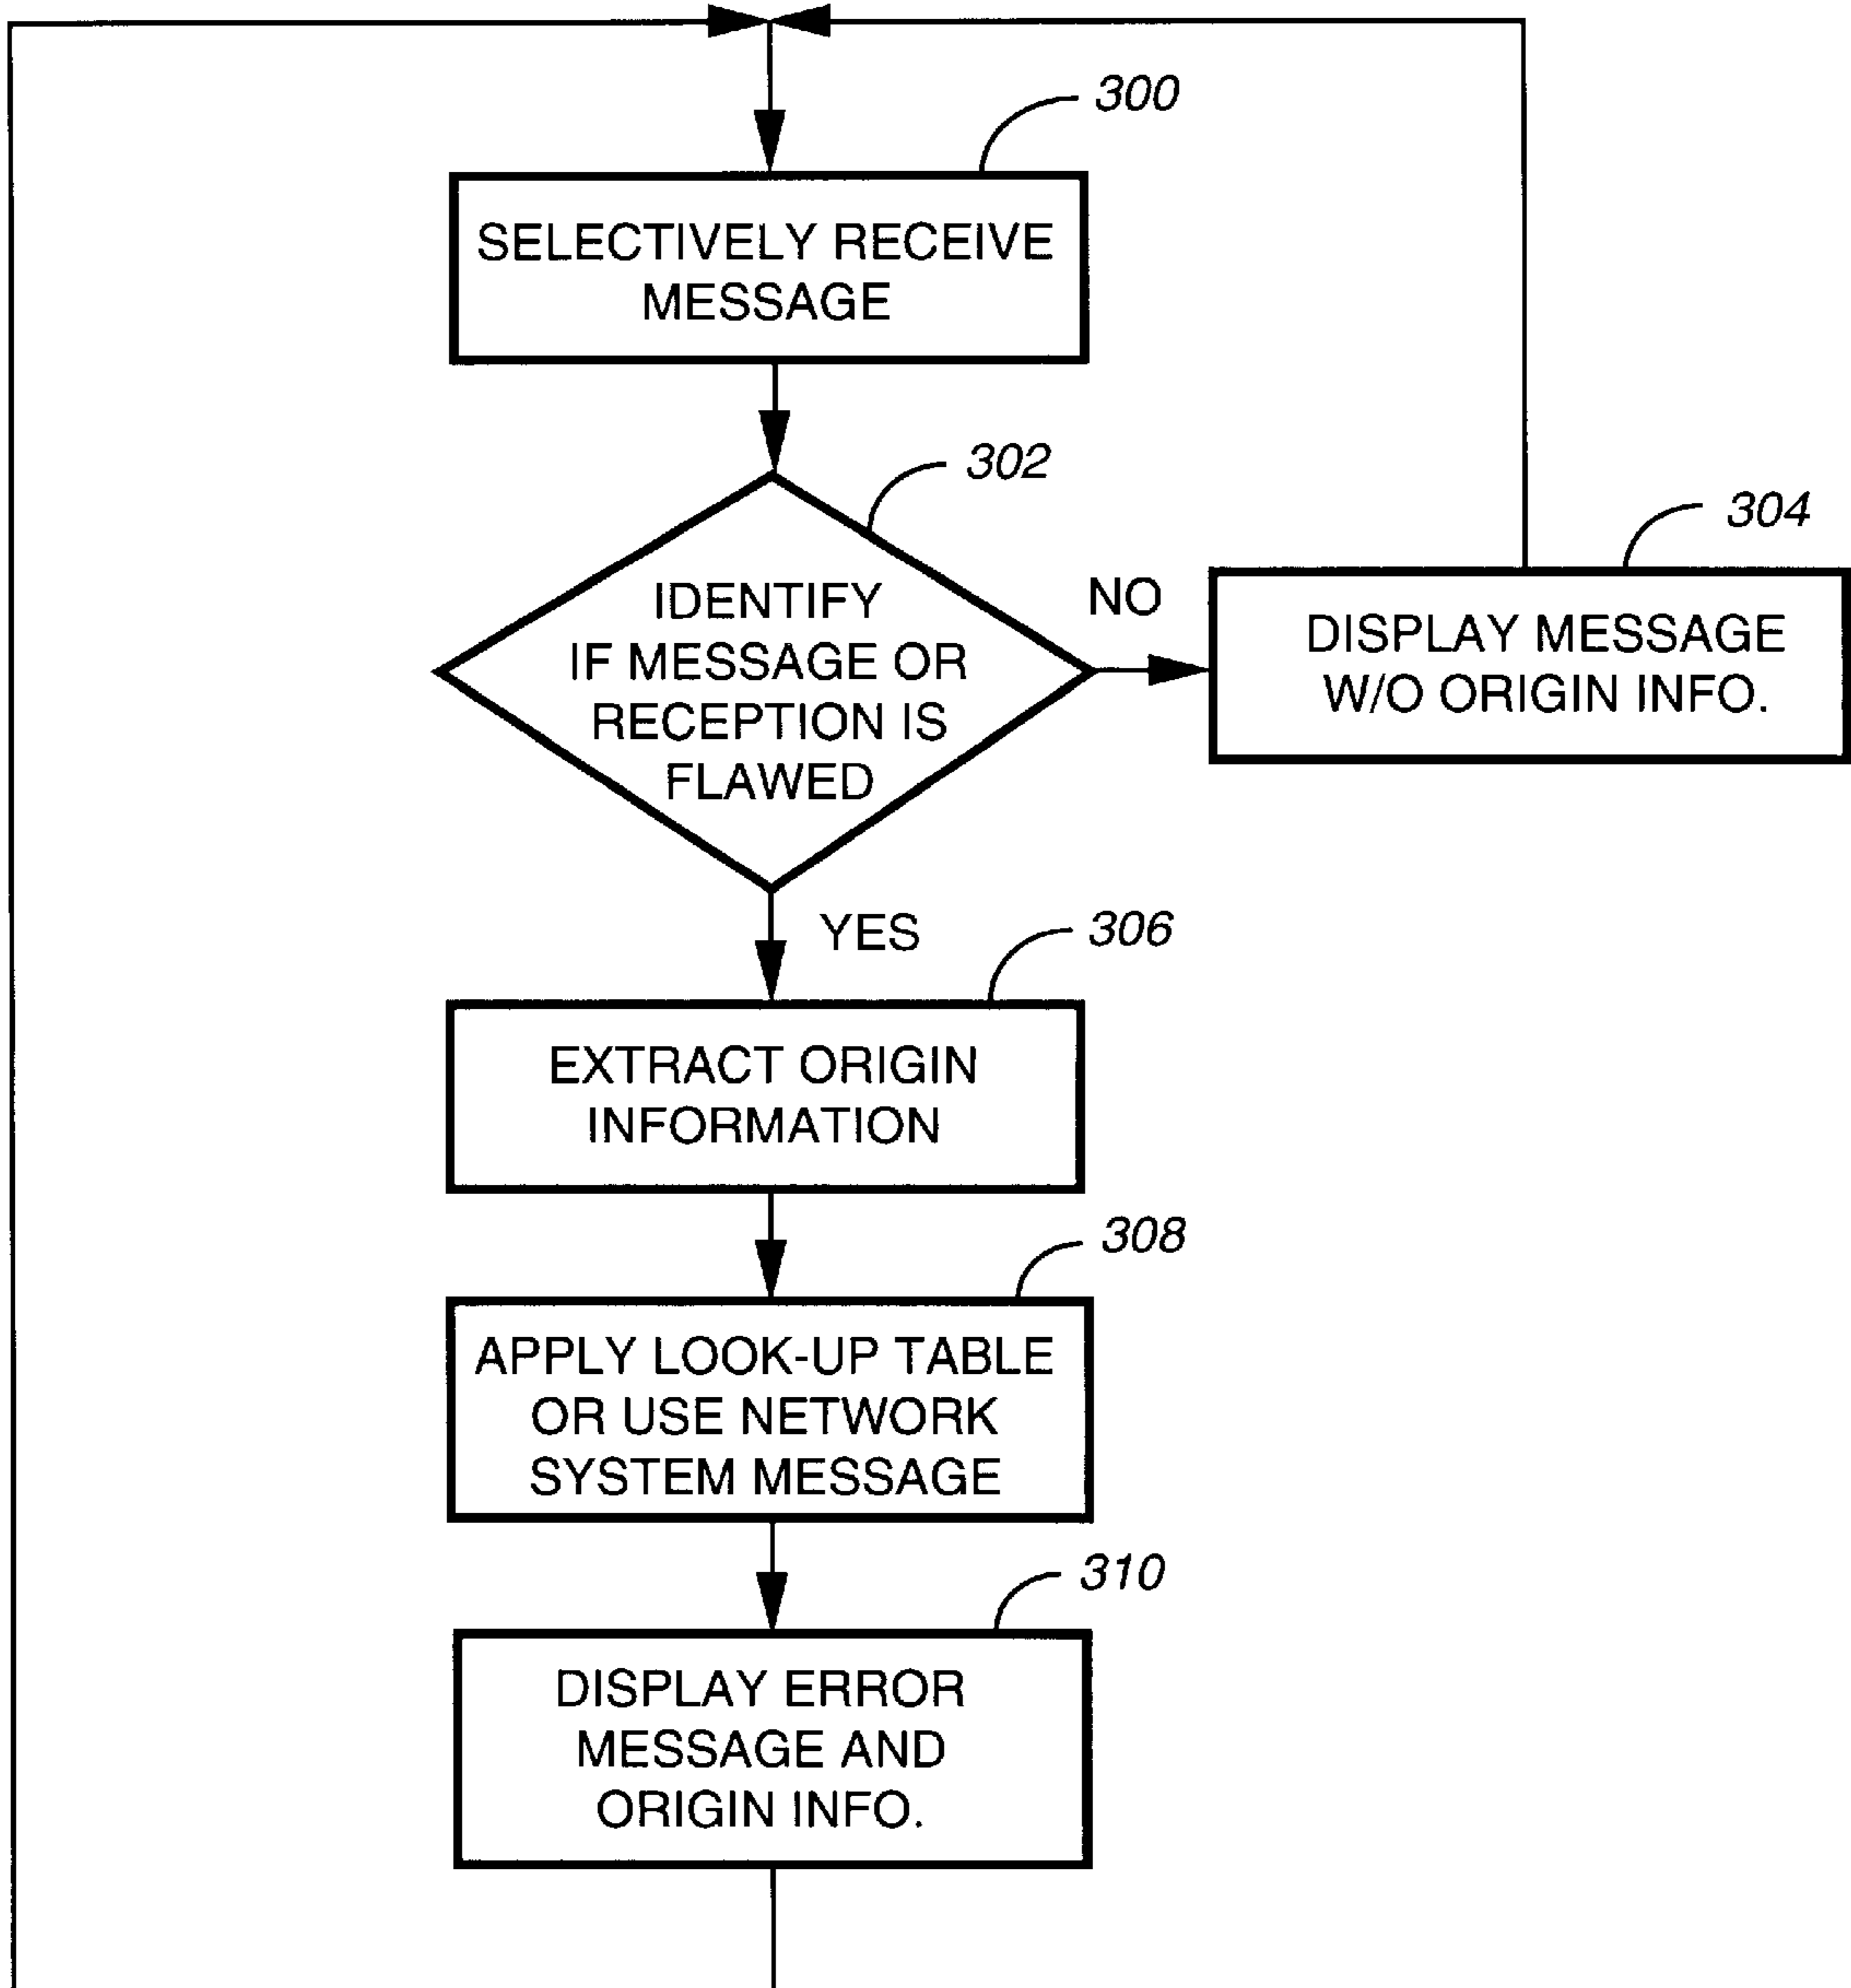 300
SELECTIVELY RECEIVE
MESSAGE
302
IDENTIFY
IF MESSAGE OR
RECEPTION IS
FLAWED
NO
304
DISPLAY MESSAGE
W/O ORIGIN INFO.
YES
306
EXTRACT ORIGIN
INFORMATION
308
APPLY LOOK-UP TABLE
OR USE NETWORK
SYSTEM MESSAGE
310
DISPLAY ERROR
MESSAGE AND
ORIGIN INFO.